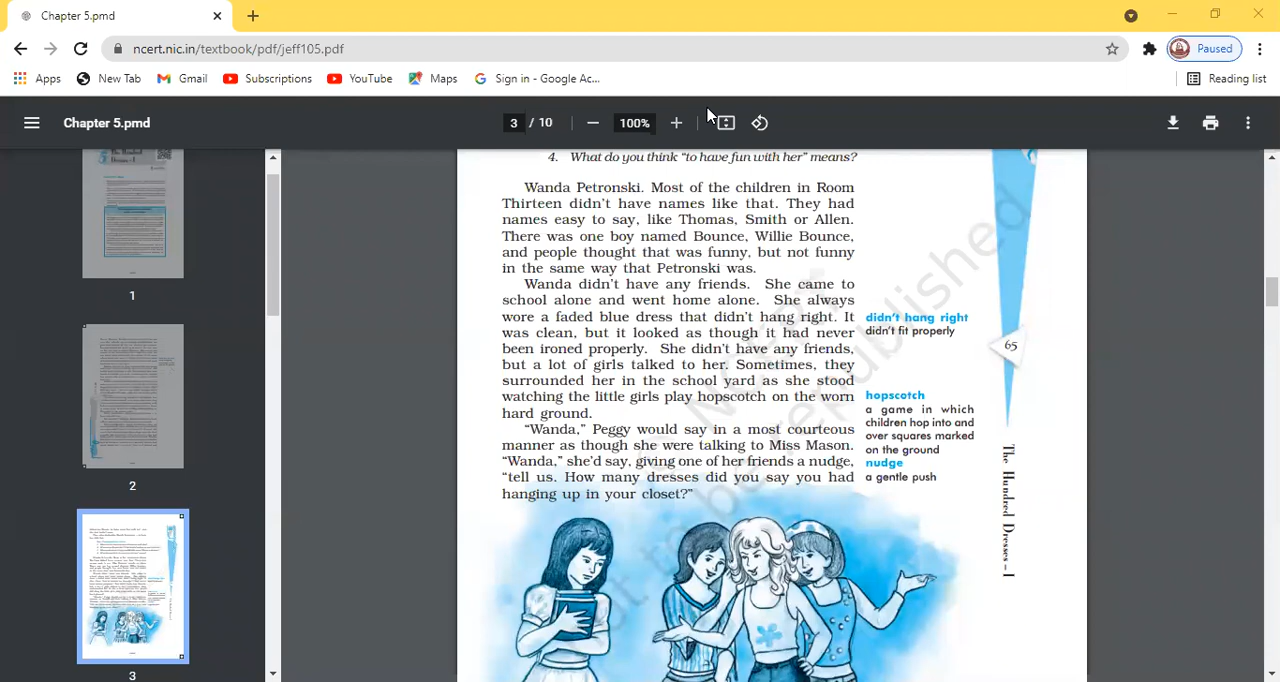 Chapter 5.pmd
ncert.nic.in/textbook/pdf/jeff105.pdf
Paused
Apps
New Tab
Gmail
Subscriptions
YouTube
Maps
Sign in - Google Ac...
Reading list
Chapter 5.pmd
3 / 10
100%
1
2
3
4. What do you think "to have fun with her" means?
Wanda Petronski. Most of the children in Room
Thirteen didn't have names like that. They had
names easy to say, like Thomas, Smith or Allen.
There was one boy named Bounce, Willie Bounce,
and people thought that was funny, but not funny
in the same way that Petronski was.
Wanda didn't have any friends. She came to
school alone and went home alone. She always
wore a faded blue dress that didn't hang right. It
was clean, but it looked as though it had never
been ironed properly. She didn't have any friends,
but a lot of girls talked to her. Sometimes, they
surrounded her in the school yard as she stood
watching the little girls play hopscotch on the worn
hard ground.
"Wanda," Peggy would say in a most courteous
manner as though she were talking to Miss Mason.
"Wanda," she'd say, giving one of her friends a nudge,
"tell us. How many dresses did you say you had
hanging up in your closet?"
didn't hang right
didn't fit properly
hopscotch
a game in which
children hop into and
over squares marked
on the ground
nudge
a gentle push
65
The Hundred Dresses – I
published